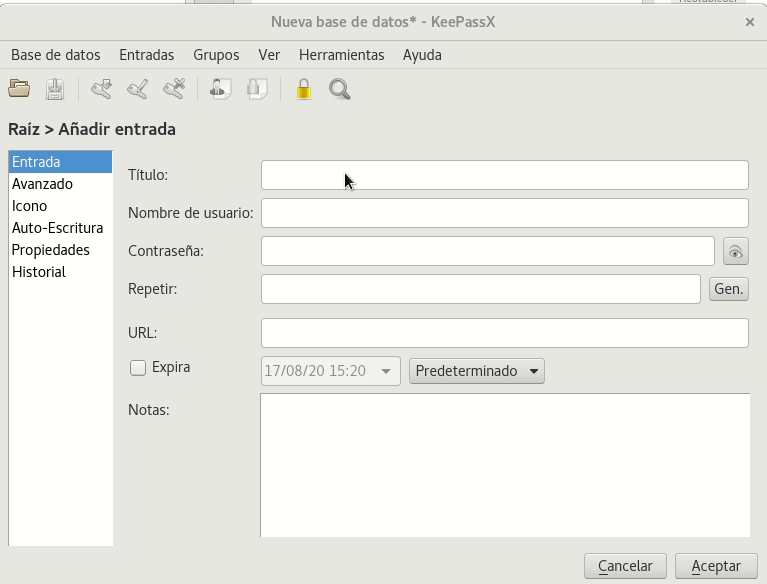 Nueva base de datos* - KeePassX
Base de datos Entradas Grupos Ver Herramientas Ayuda
Raíz > Añadir entrada
Entrada
Avanzado
Icono
Auto-Escritura
Propiedades
Historial
Título:
Nombre de usuario:
Contraseña:
Repetir:
Gen.
URL:
Expira
17/08/20 15:20
Predeterminado
Notas:
Cancelar
Aceptar